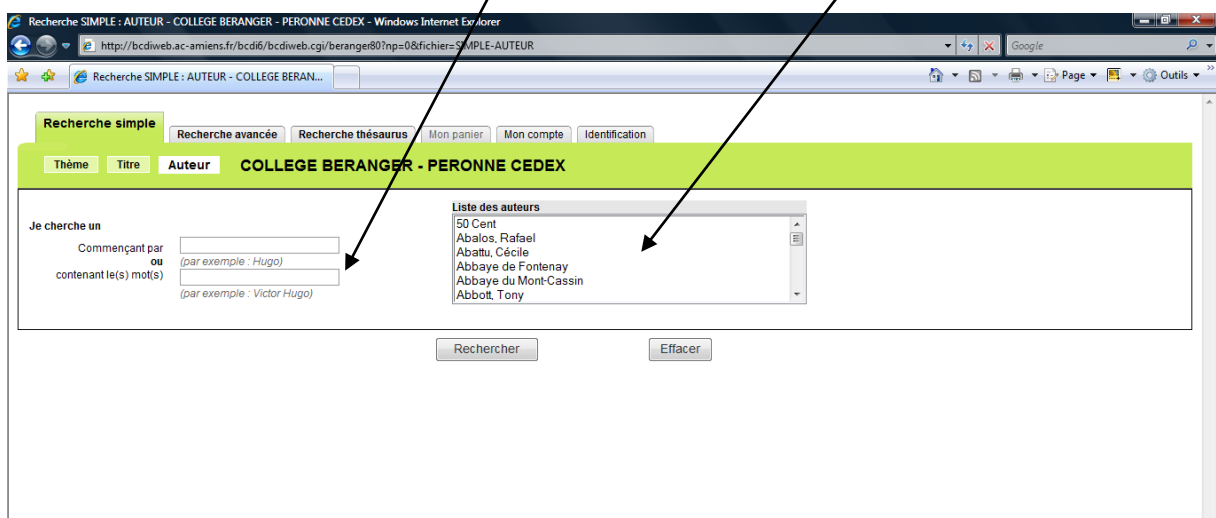 Recherche SIMPLE : AUTEUR - COLLEGE BERANGER - PERONNE CEDEX - Windows Internet Explorer
http://bcdiweb.ac-amiens.fr/bcdi6/bcdiweb.cgi/beranger80?np=0&fichier=SIMPLE-AUTEUR
Google
Recherche SIMPLE : AUTEUR - COLLEGE BERAN...
Page
Outils
Recherche simple
Recherche avancée
Recherche thésaurus
Mon panier
Mon compte
Identification
Thème
Titre
Auteur
COLLEGE BERANGER - PERONNE CEDEX
Je cherche un
Commençant par
ou
(par exemple : Hugo)
contenant le(s) mot(s)
(par exemple : Victor Hugo)
Liste des auteurs
50 Cent
Abalos, Rafael
Abattu, Cécile
Abbaye de Fontenay
Abbaye du Mont-Cassin
Abbott, Tony
Rechercher
Effacer